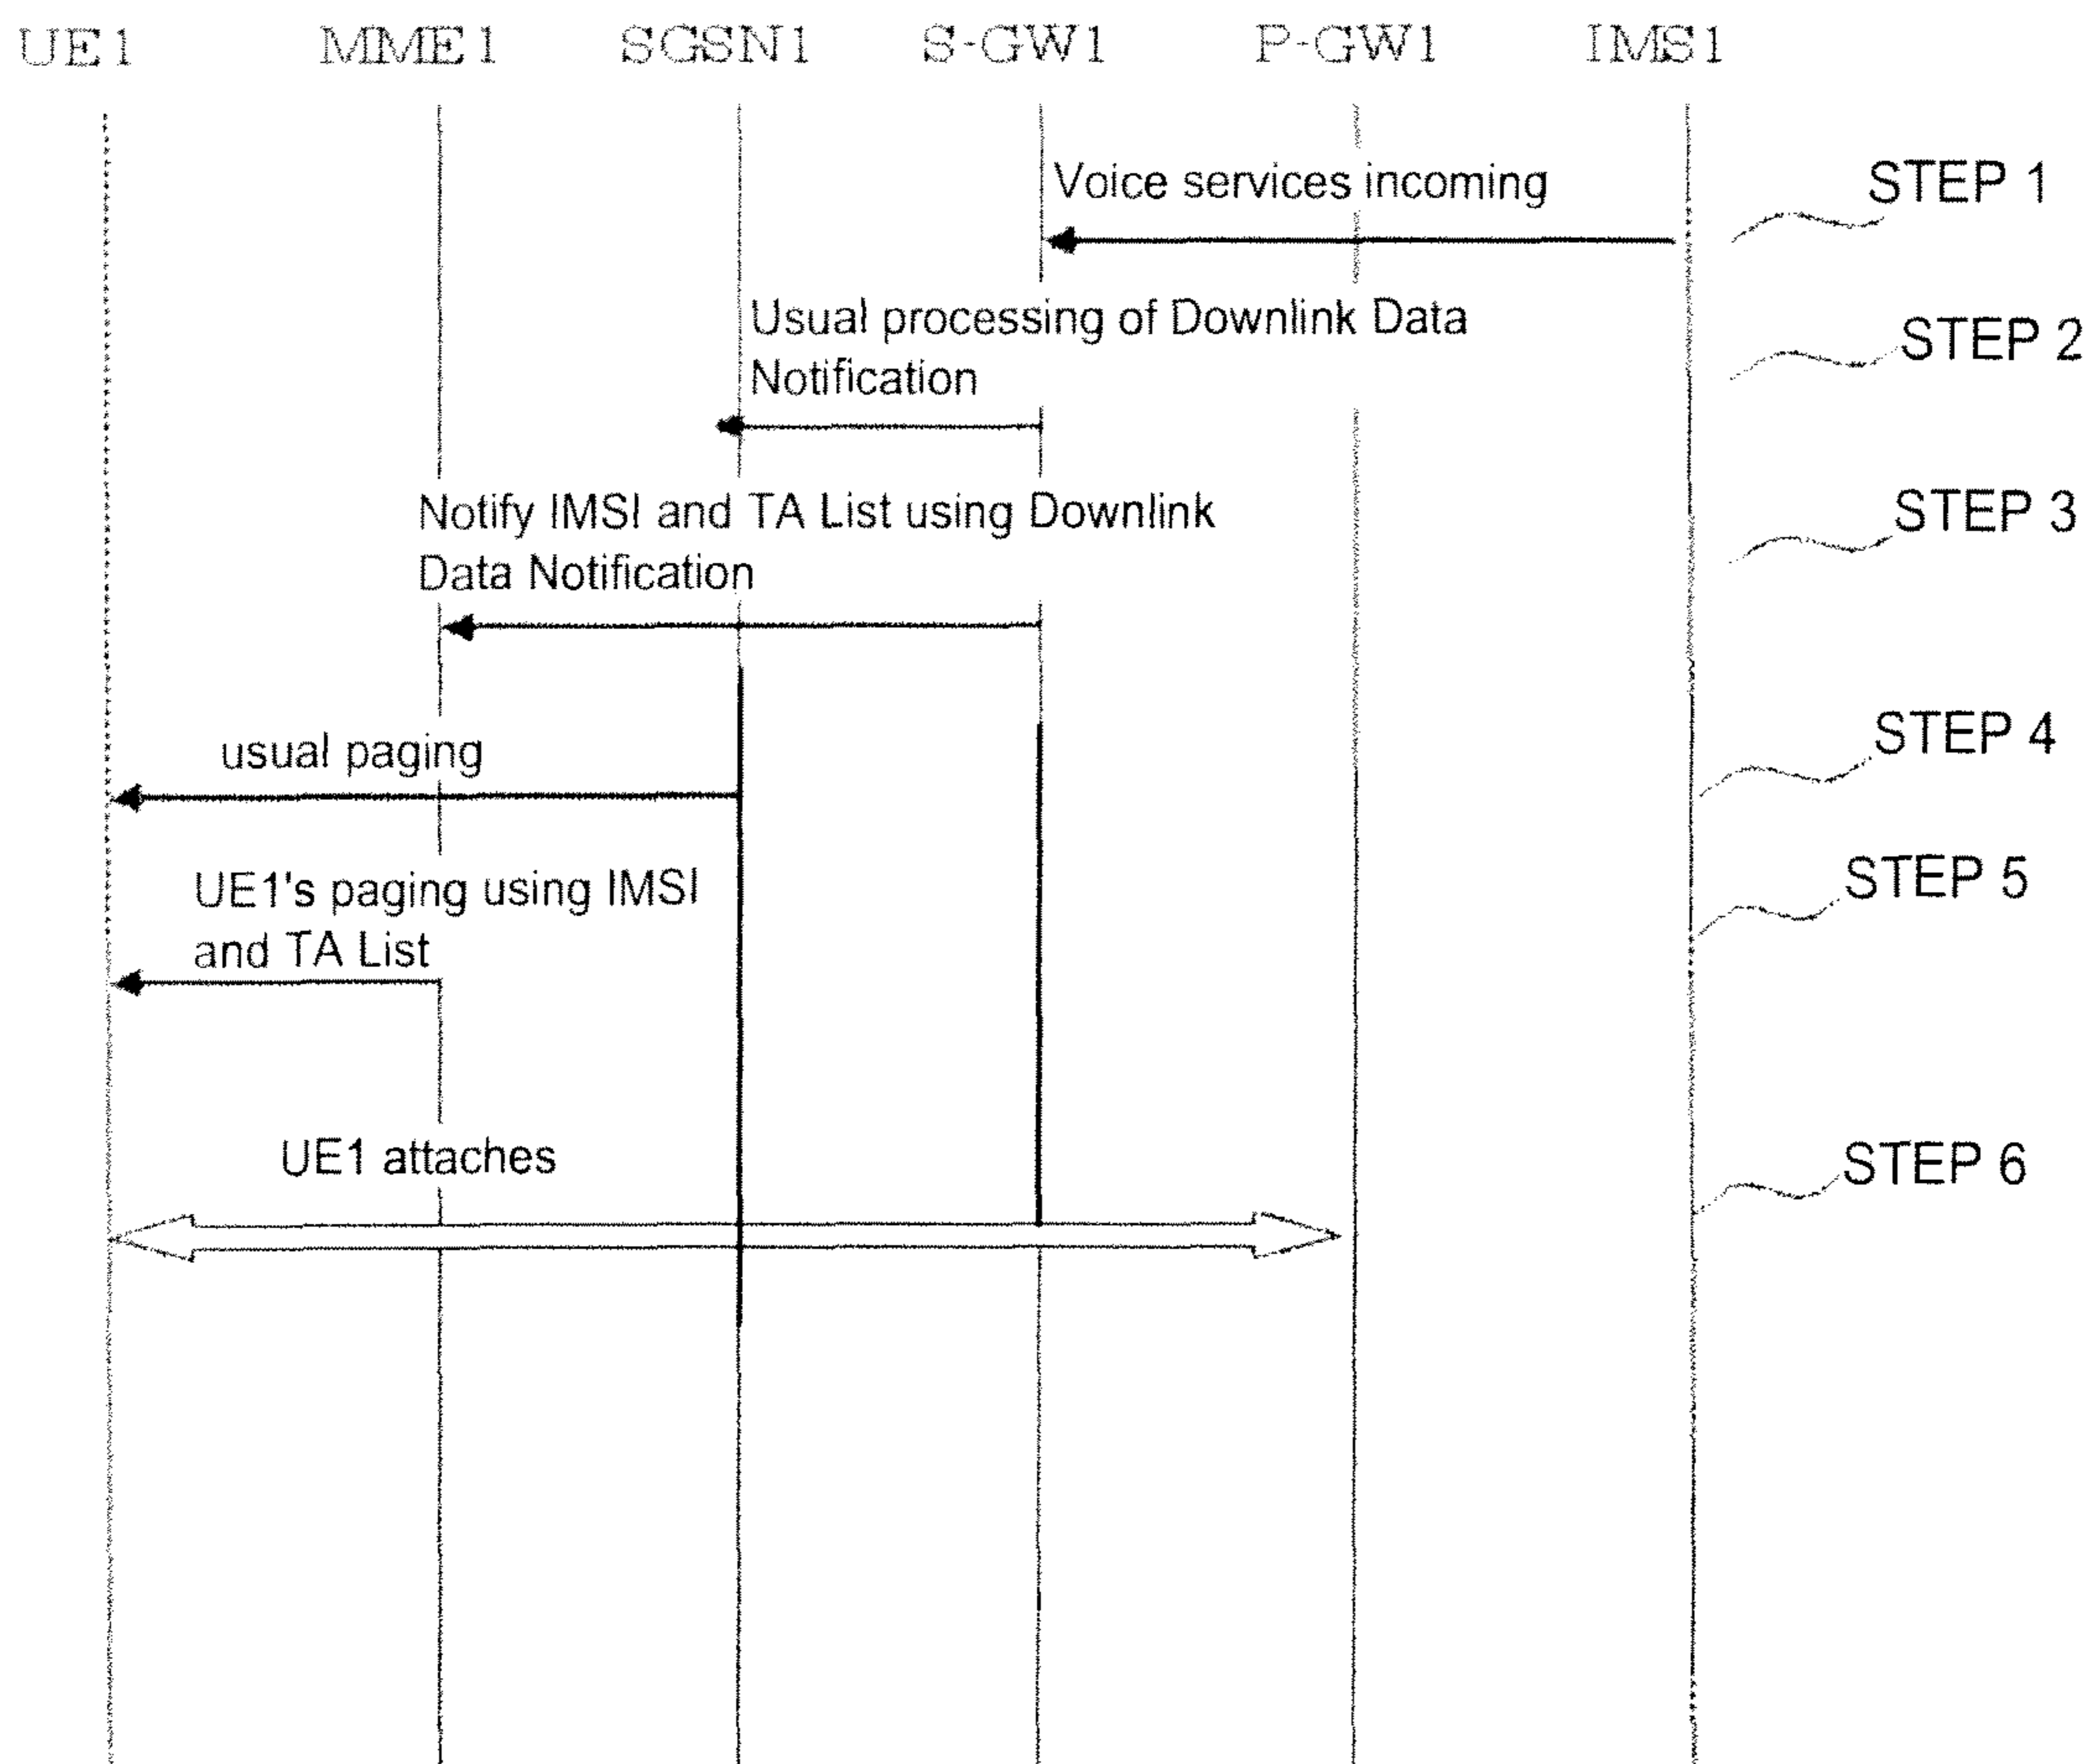 UE1 MME1 SGSN1 S-GW1 P-GW1 IMS1
Voice services incoming
STEP 1
Usual processing of Downlink Data
Notification
STEP 2
Notify IMSI and TA List using Downlink
Data Notification
STEP 3
usual paging
STEP 4
UE1's paging using IMSI
and TA List
STEP 5
UE1 attaches
STEP 6